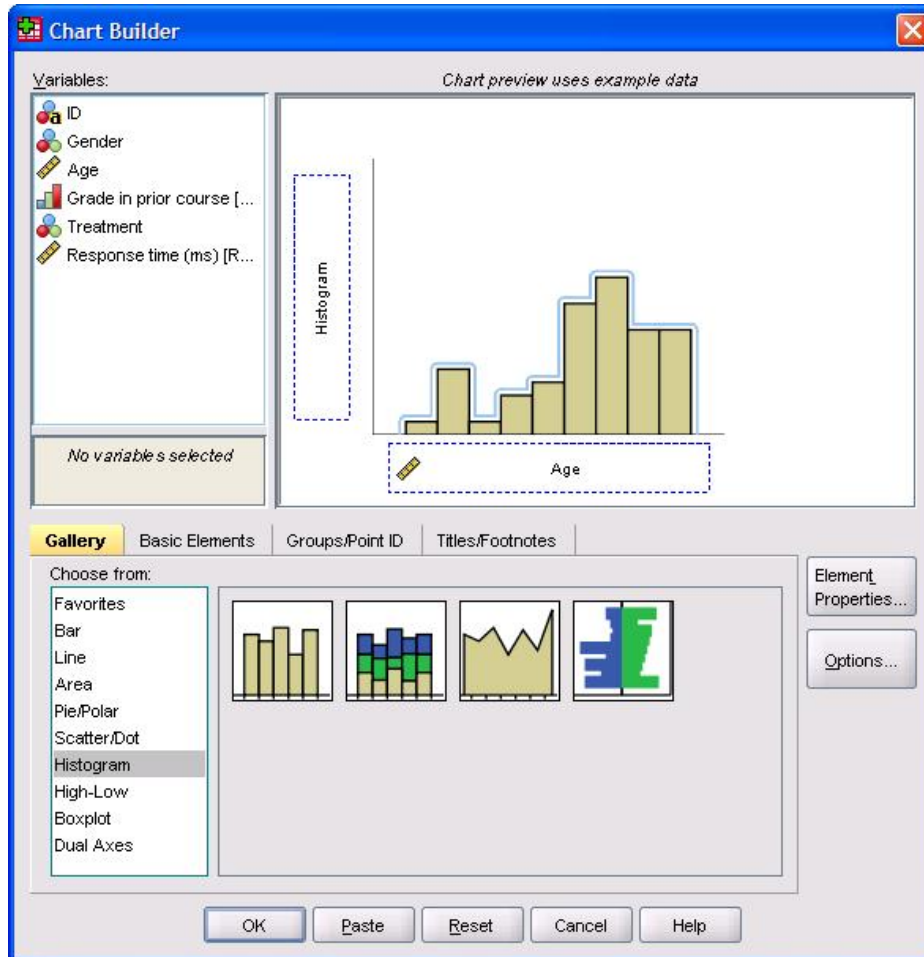 Chart Builder
Variables:
Chart preview uses example data
a ID
Gender
Age
Grade in prior course [...
Treatment
Response time (ms) [R...
No variables selected
Histogram
Age
Gallery
Basic Elements
Groups/Point ID
Titles/Footnotes
Choose from:
Favorites
Bar
Line
Area
Pie/Polar
Scatter/Dot
Histogram
High-Low
Boxplot
Dual Axes
Element
Properties...
Options...
OK
Paste
Reset
Cancel
Help